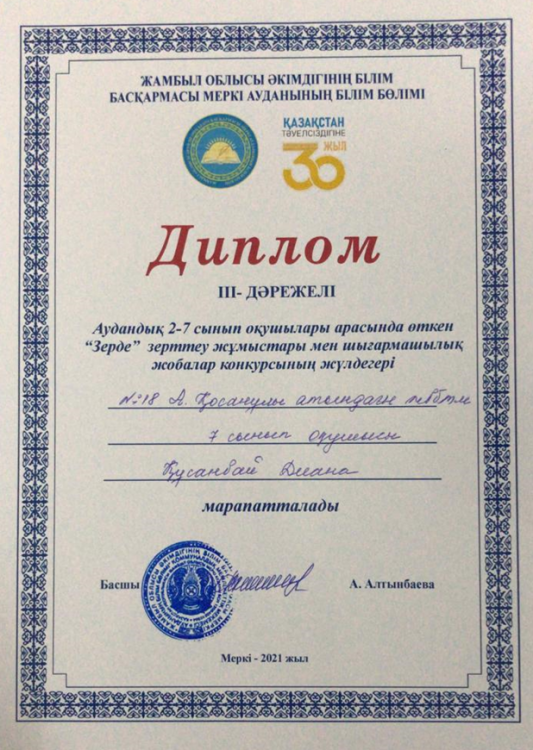 ЖАМБЫЛ ОБЛЫСЫ ӘКІМДІГІНІҢ БІЛІМ
БАСҚАРМАСЫ МЕРКІ АУДАНЫНЫҢ БІЛІМ БӨЛІМІ
ҚАЗАҚСТАН
ТӘУЕЛСІЗДІГІНЕ
30 ЖЫЛ
Диплом
III- ДӘРЕЖЕЛІ
Аудандық 2-7 сынып оқушылары арасында өткен
“Зерде” зерттеу жұмыстары мен шығармашылық
жобалар конкурсының жүлдегері
№18 А. Қосанұлы атындағы
7 сынып оқушысы
Құсанбай Диана
марапатталады
Басшы
А. Алтынбаева
Меркі - 2021 жыл